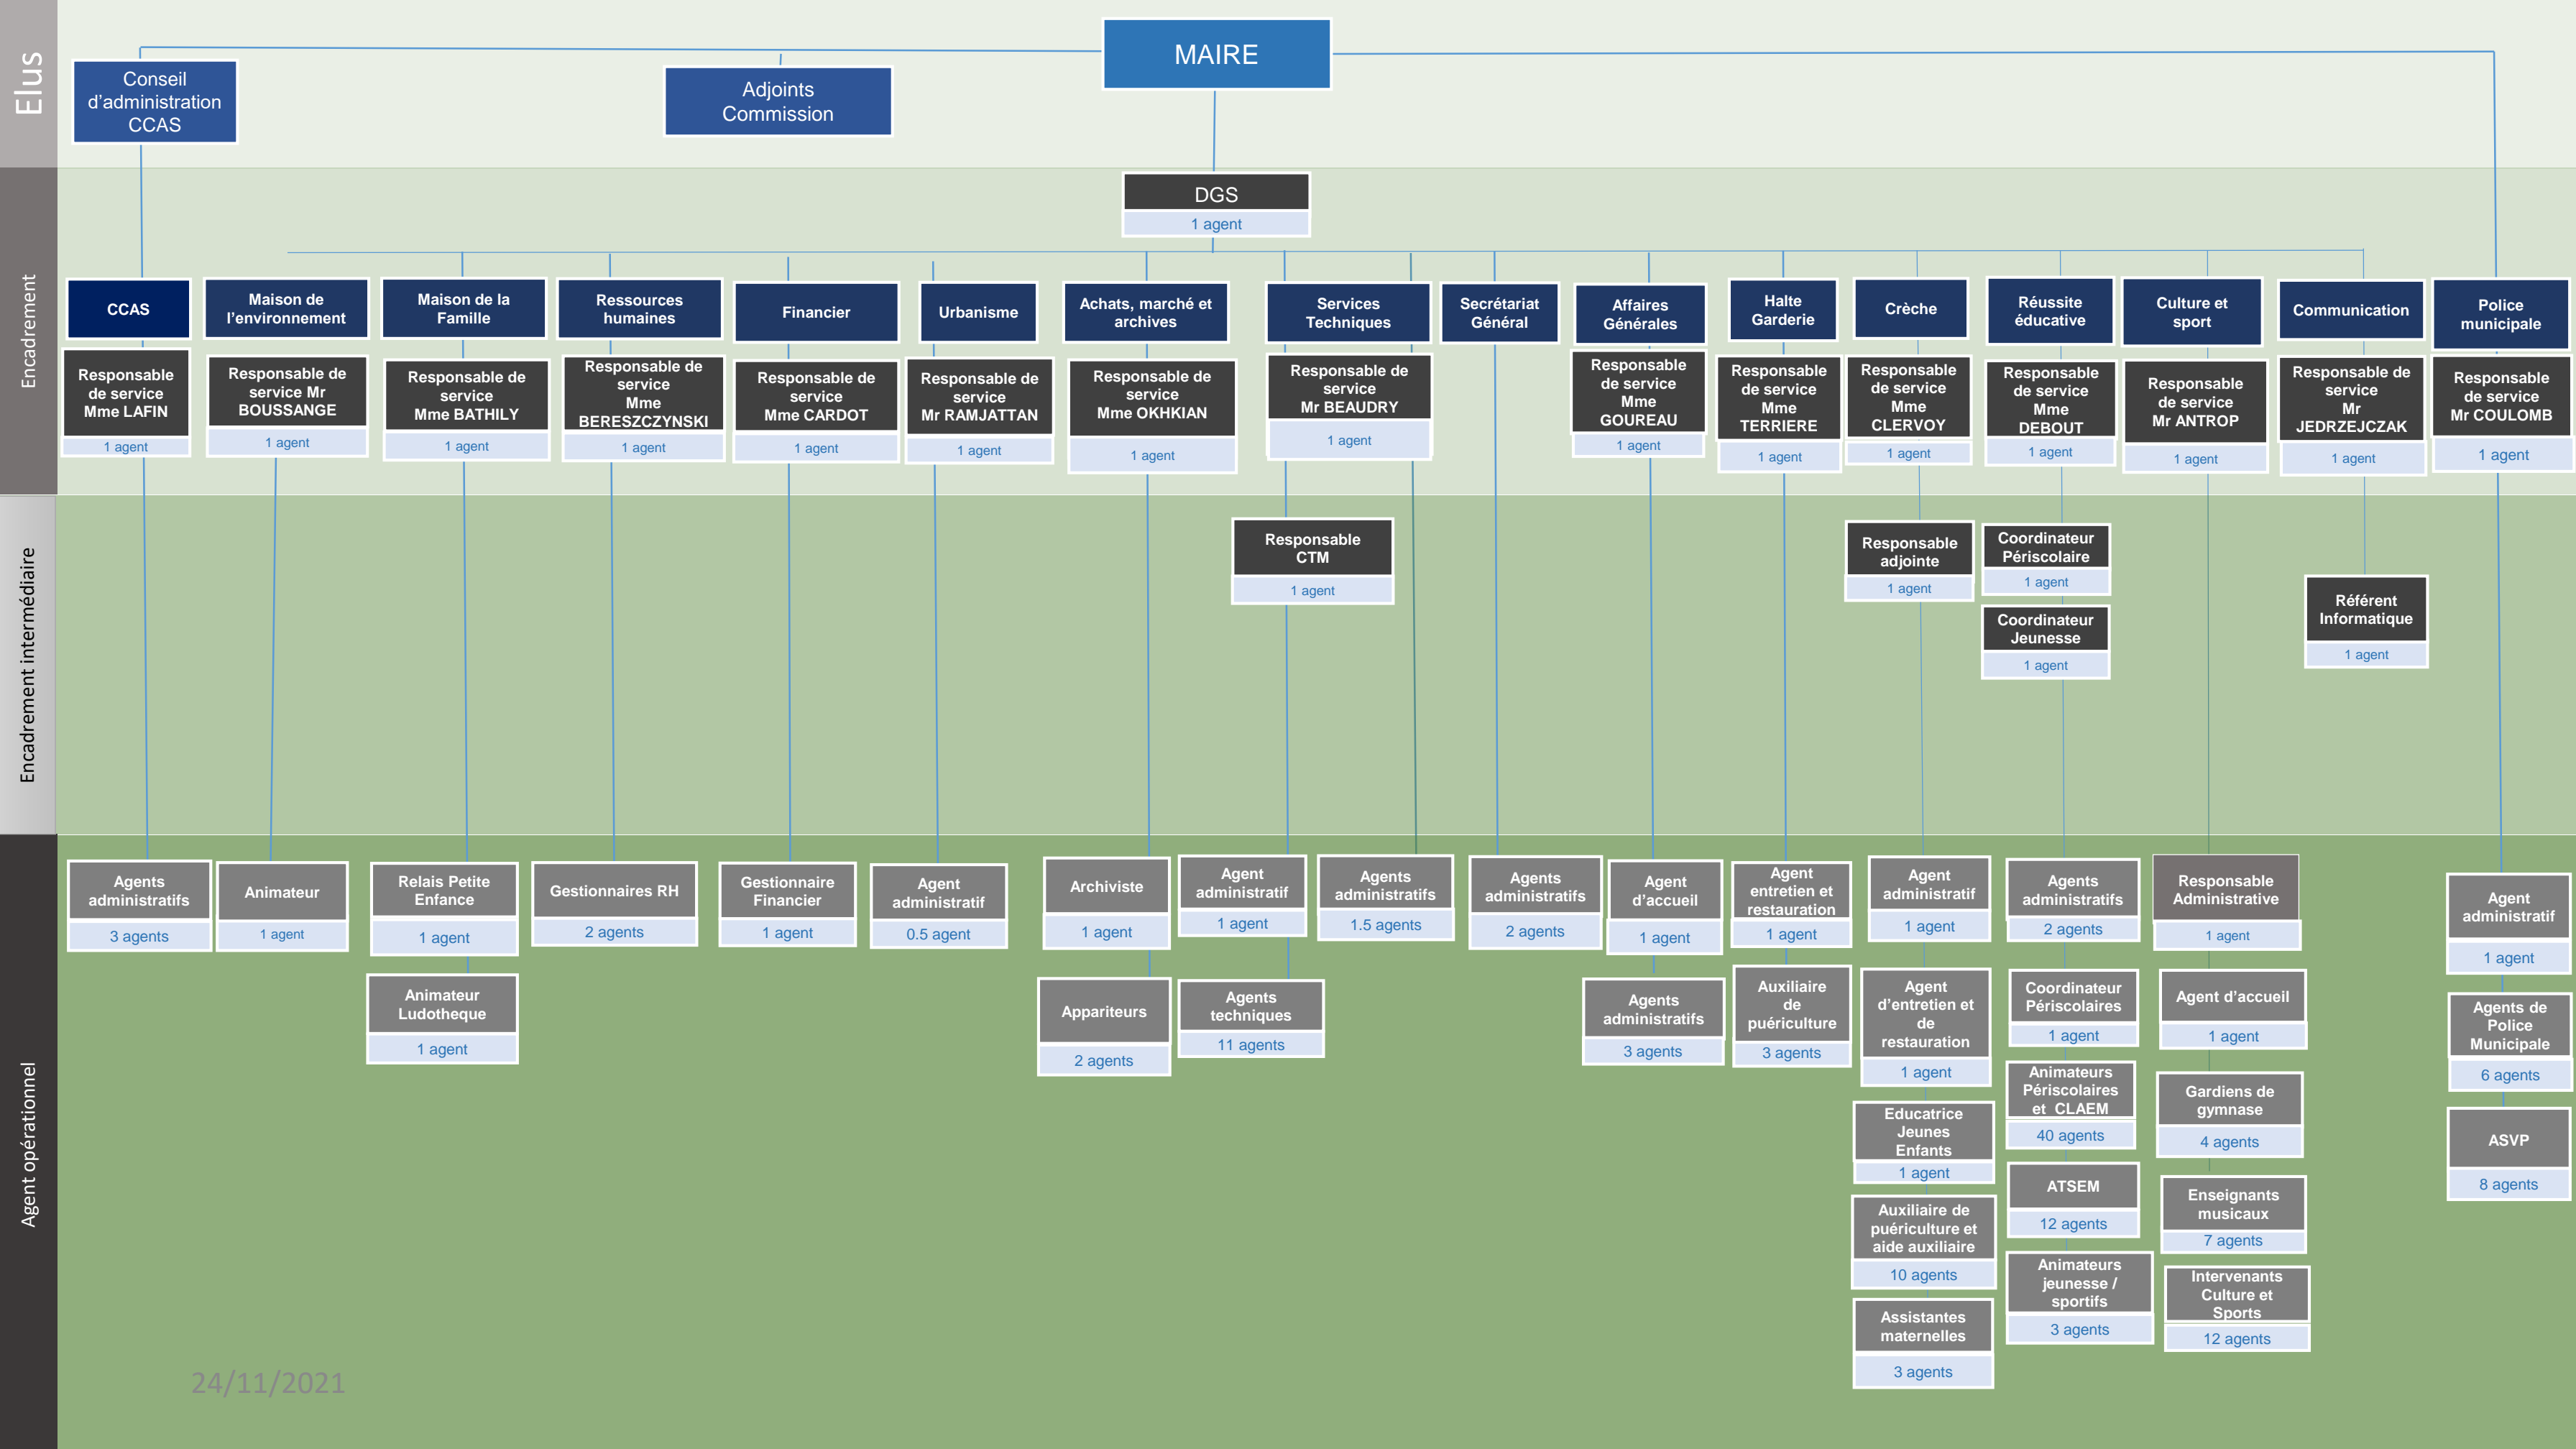 Elus
MAIRE
Conseil
d’administration
CCAS
Adjoints
Commission
Encadrement
DGS
1 agent
CCAS
Responsable
de service
Mme LAFIN
1 agent
Maison de
l’environnement
Responsable de
service Mr
BOUSSANGE
1 agent
Maison de la
Famille
Responsable de
service
Mme BATHILY
1 agent
Ressources
humaines
Responsable de
service
Mme
BERESZCZYNSKI
1 agent
Financier
Responsable de
service
Mme CARDOT
1 agent
Urbanisme
Responsable de
service
Mr RAMJATTAN
1 agent
Achats, marché et
archives
Responsable de
service
Mme OKHKIAN
1 agent
Services
Techniques
Responsable de
service
Mr BEAUDRY
1 agent
Secrétariat
Général
Affaires
Générales
Responsable
de service
Mme
GOUREAU
1 agent
Halte
Garderie
Responsable
de service
Mme
TERRIERE
1 agent
Crèche
Responsable
de service
Mme
CLERVOY
1 agent
Réussite
éducative
Responsable
de service
Mme
DEBOUT
1 agent
Culture et
sport
Responsable
de service
Mr ANTROP
1 agent
Communication
Responsable de
service
Mr
JEDRZEJCZAK
1 agent
Police
municipale
Responsable
de service
Mr COULOMB
1 agent
Encadrement intermédiaire
Responsable
CTM
1 agent
Responsable
adjointe
1 agent
Coordinateur
Périscolaire
1 agent
Coordinateur
Jeunesse
1 agent
Référent
Informatique
1 agent
Agent opérationnel
Agents
administratifs
3 agents
Animateur
1 agent
Relais Petite
Enfance
1 agent
Animateur
Ludotheque
1 agent
Gestionnaires RH
2 agents
Gestionnaire
Financier
1 agent
Agent
administratif
0.5 agent
Archiviste
1 agent
Appariteurs
2 agents
Agent
administratif
1 agent
Agents
techniques
11 agents
Agents
administratifs
1.5 agents
Agents
administratifs
2 agents
Agent
d’accueil
1 agent
Agents
administratifs
3 agents
Agent
entretien et
restauration
1 agent
Auxiliaire
de
puériculture
3 agents
Agent
administratif
1 agent
Agent
d’entretien et
de
restauration
1 agent
Educatrice
Jeunes
Enfants
1 agent
Auxiliaire de
puériculture et
aide auxiliaire
10 agents
Assistantes
maternelles
3 agents
Agents
administratifs
2 agents
Coordinateur
Périscolaires
1 agent
Animateurs
Périscolaires
et CLAEM
40 agents
ATSEM
12 agents
Animateurs
jeunesse /
sportifs
3 agents
Responsable
Administrative
1 agent
Agent d’accueil
1 agent
Gardiens de
gymnase
4 agents
Enseignants
musicaux
7 agents
Intervenants
Culture et
Sports
12 agents
Agent
administratif
1 agent
Agents de
Police
Municipale
6 agents
ASVP
8 agents
24/11/2021